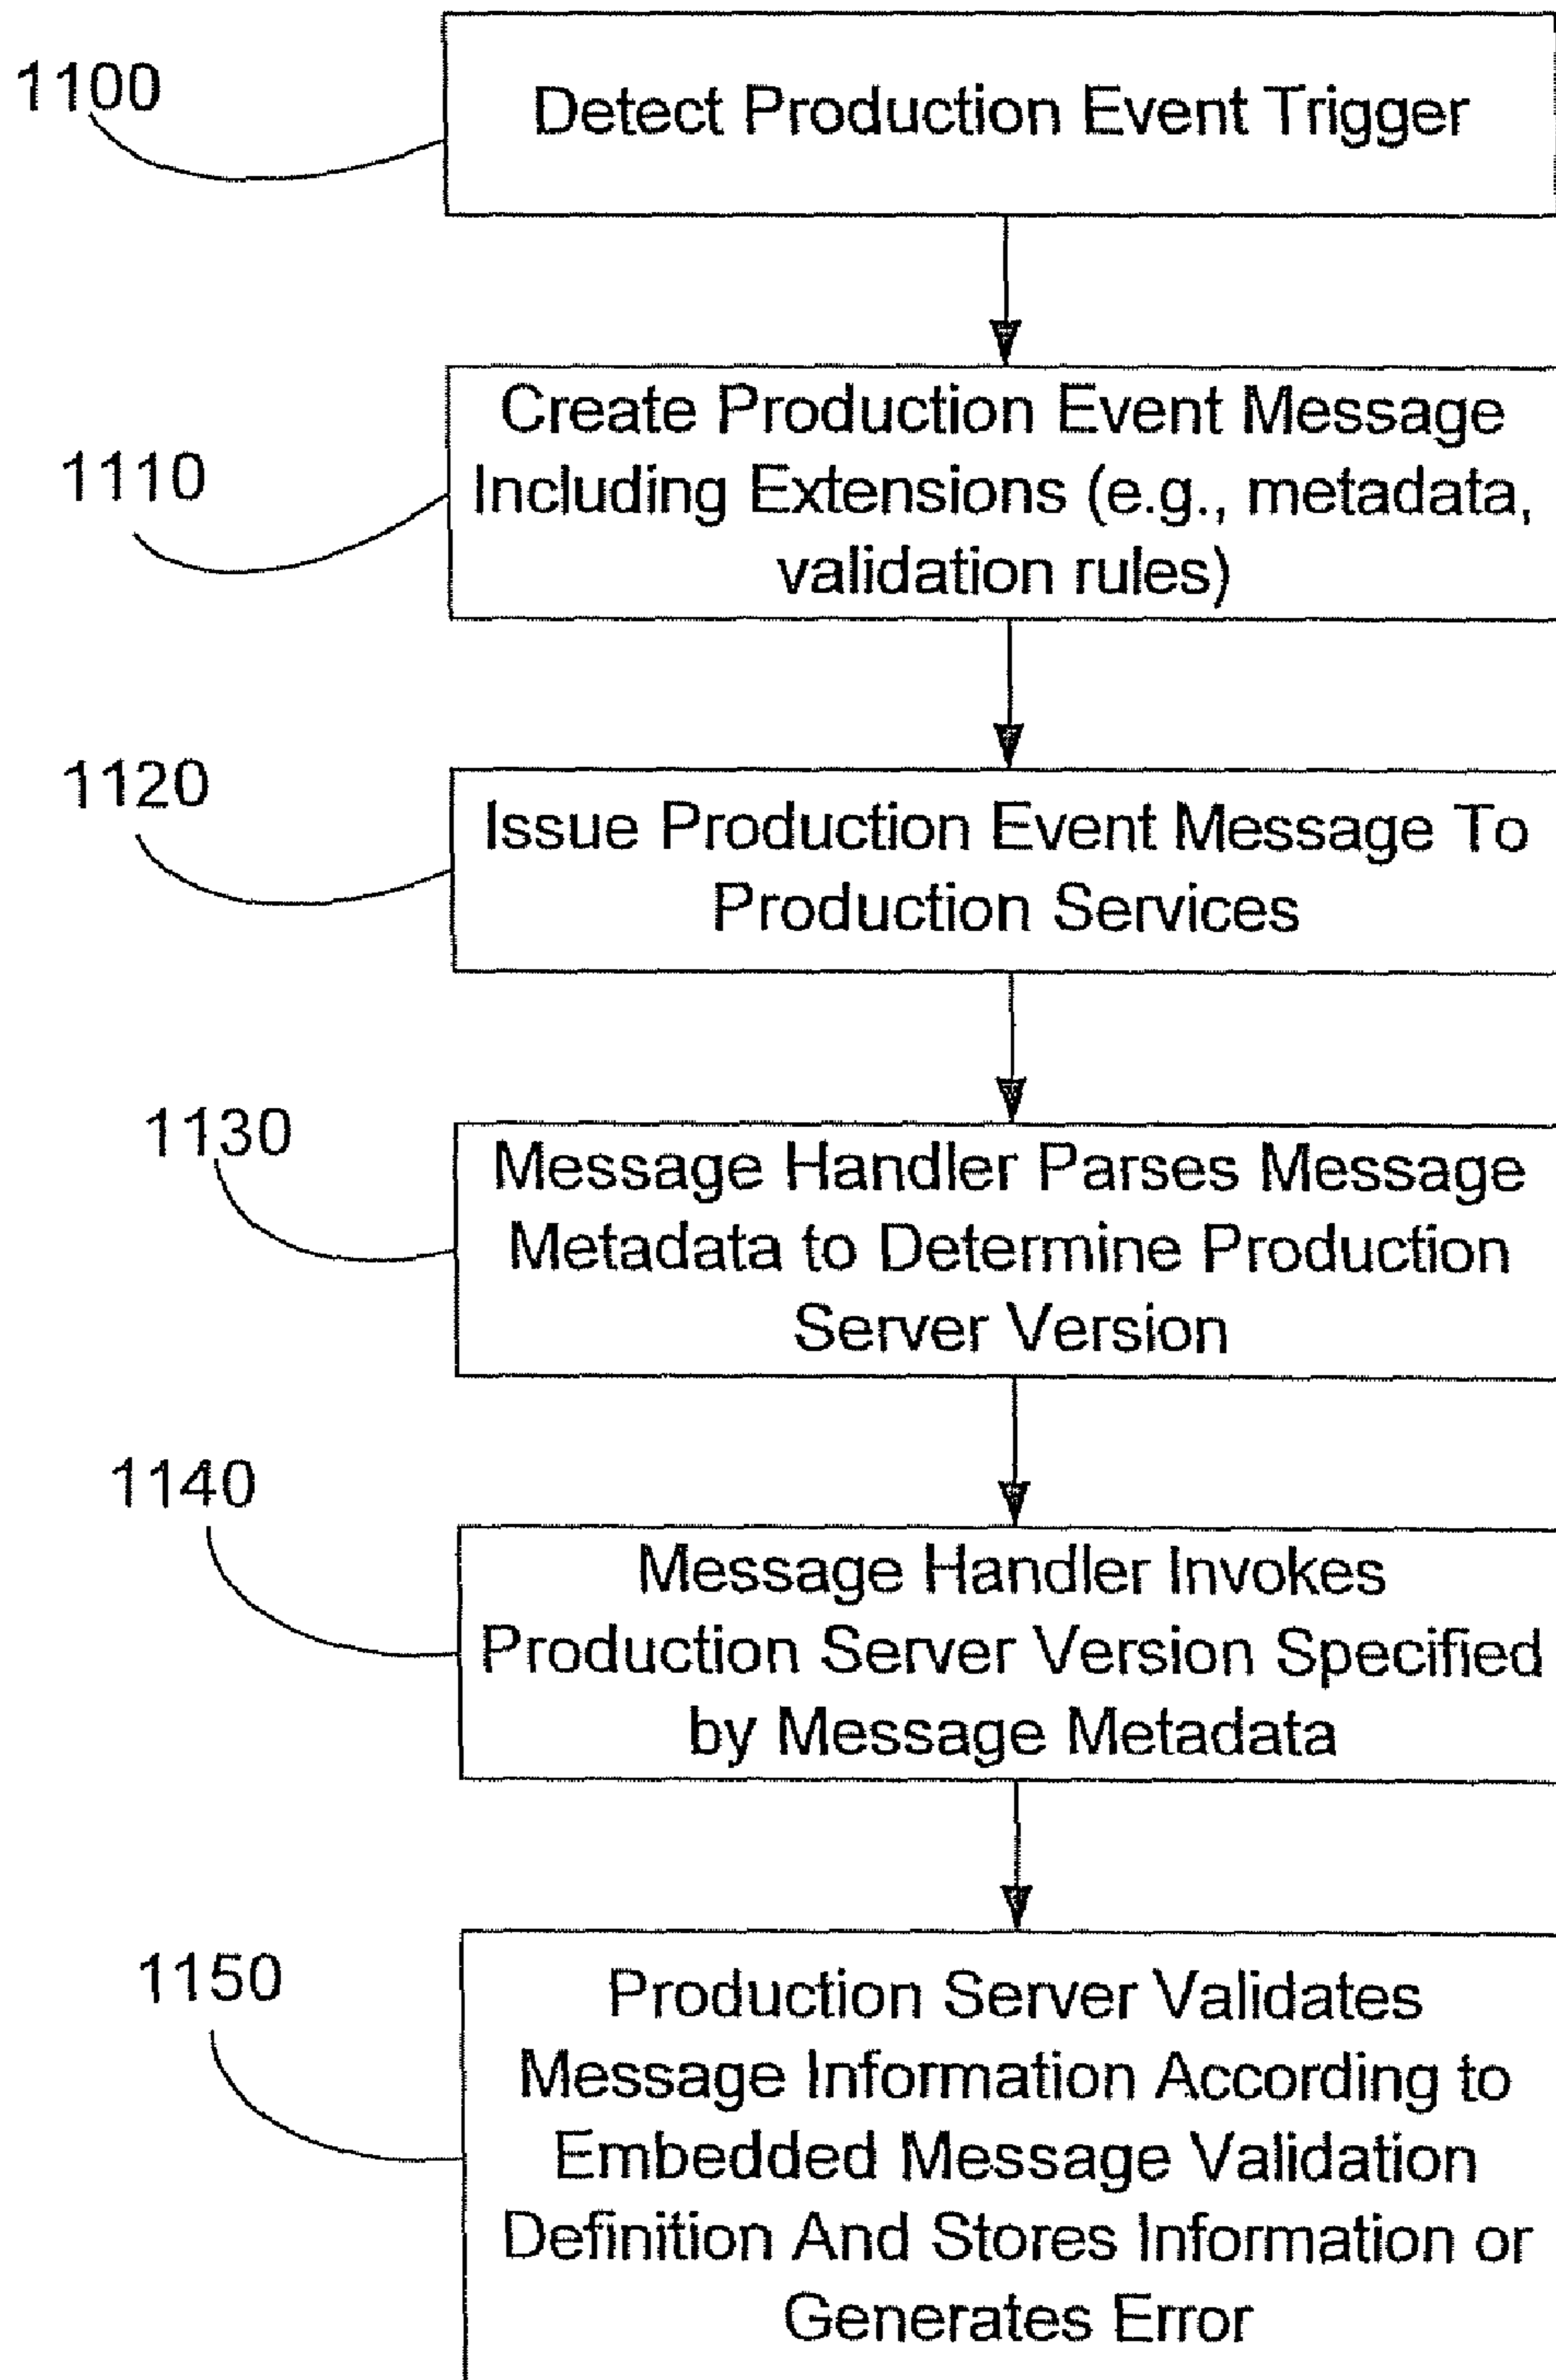 1100
Detect Production Event Trigger
1110
Create Production Event Message
Including Extensions (e.g., metadata,
validation rules)
1120
Issue Production Event Message To
Production Services
1130
Message Handler Parses Message
Metadata to Determine Production
Server Version
1140
Message Handler Invokes
Production Server Version Specified
by Message Metadata
1150
Production Server Validates
Message Information According to
Embedded Message Validation
Definition And Stores Information or
Generates Error